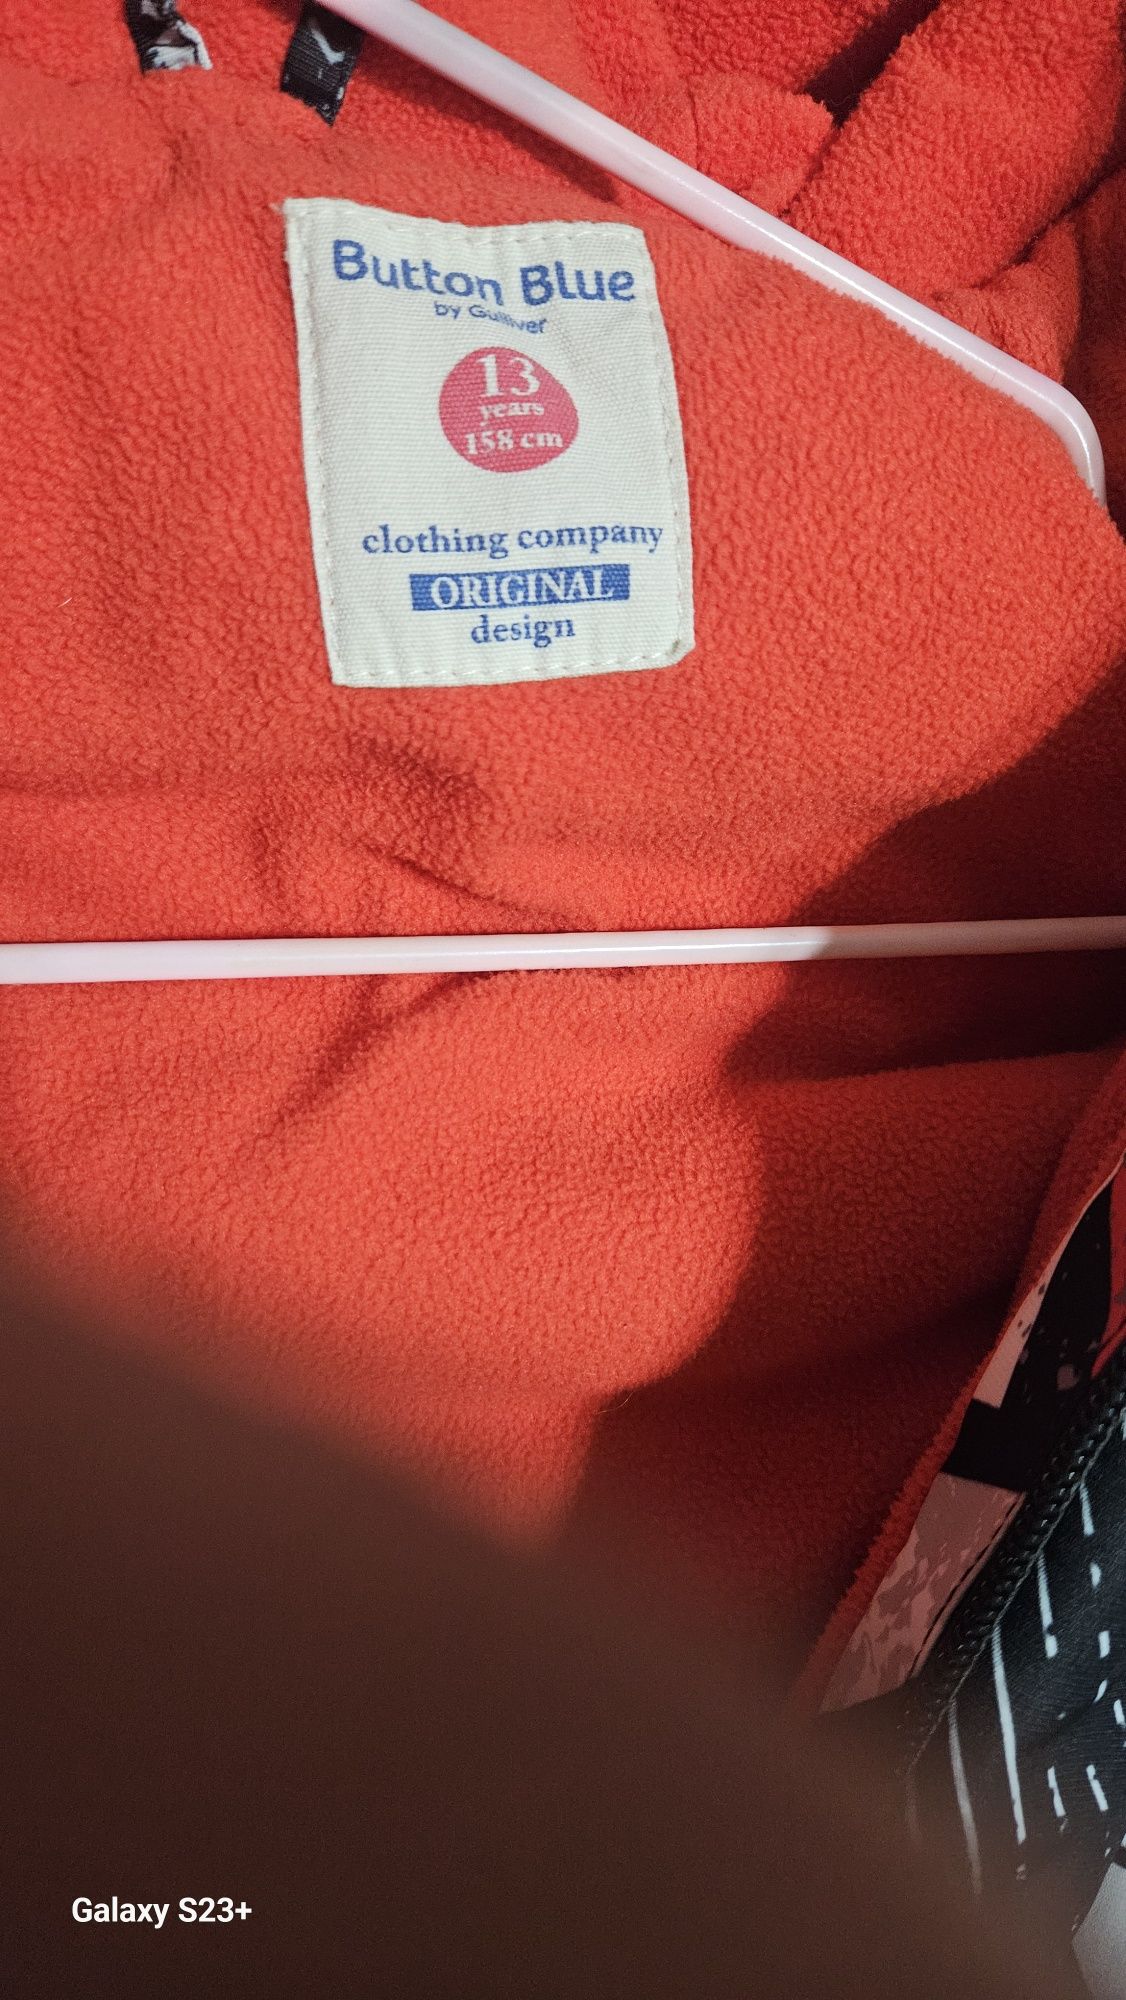 Button Blue
by Gulliver
13
years
158 cm
clothing company
ORIGINAL
design
Galaxy S23+